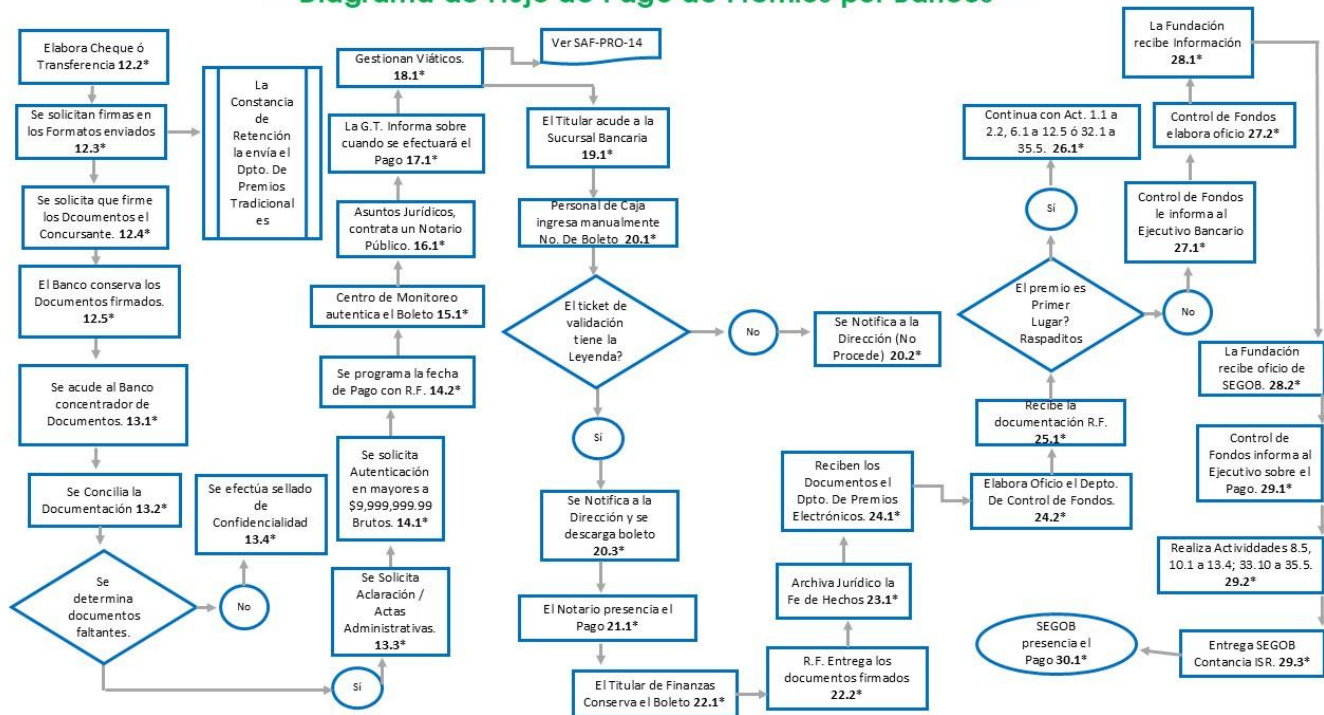 Diagrama de Flujo de Pago de Premios por Bancos
Elabora Cheque ó
Transferencia 12.2*
Se solicitan firmas en
los Formatos enviados
12.3*
Se solicita que firme
los Dcoumentos el
Concursante. 12.4*
El Banco conserva los
Documentos firmados.
12.5*
Se acude al Banco
concentrador de
Documentos. 13.1*
Se Concilia la
Documentación 13.2*
Se
determina
documentos
faltantes.
No
Se efectúa sellado
de
Confidencialidad
13.4*
Sí
Se Solicita
Aclaración /
Actas
Administrativas.
13.3*
La
Constancia
de
Retención
la envía el
Dpto. De
Premios
Tradicional
es
Se solicita
Autenticación
en mayores a
$9,999,999.99
Brutos. 14.1*
Se programa la fecha
de Pago con R.F. 14.2*
Centro de Monitoreo
autentica el Boleto 15.1*
Asuntos Jurídicos,
contrata un Notario
Público. 16.1*
La G.T. Informa sobre
cuando se efectuará el
Pago 17.1*
Gestionan Viáticos.
18.1*
Ver SAF-PRO-14
El Titular acude a la
Sucursal Bancaria
19.1*
Personal de Caja
ingresa manualmente
No. De Boleto 20.1*
El ticket de
validación
tiene la
Leyenda?
No
Se Notifica a la
Dirección (No
Procede) 20.2*
Sí
Se Notifica a la
Dirección y se
descarga boleto
20.3*
El Notario presencia el
Pago 21.1*
El Titular de Finanzas
Conserva el Boleto 22.1*
R.F. Entrega los
documentos firmados
22.2*
Archiva Jurídico la
Fe de Hechos 23.1*
Reciben los
Documentos el
Dpto. De Premios
Electrónicos. 24.1*
Elabora Oficio el Depto.
De Control de Fondos.
24.2*
Recibe la
documentación R.F.
25.1*
El premio es
Primer
Lugar?
Raspaditos
Sí
Continua con Act. 1.1 a
2.2, 6.1 a 12.5 ó 32.1 a
35.5. 26.1*
No
Control de Fondos
le informa al
Ejecutivo Bancario
27.1*
Control de Fondos
elabora oficio 27.2*
La Fundación
recibe Información
28.1*
La Fundación
recibe oficio de
SEGOB. 28.2*
Control de
Fondos informa al
Ejecutivo sobre el
Pago. 29.1*
Realiza Actividdades 8.5,
10.1 a 13.4; 33.10 a 35.5.
29.2*
Entrega SEGOB
Contancia ISR. 29.3*
SEGOB
presencia el
Pago 30.1*